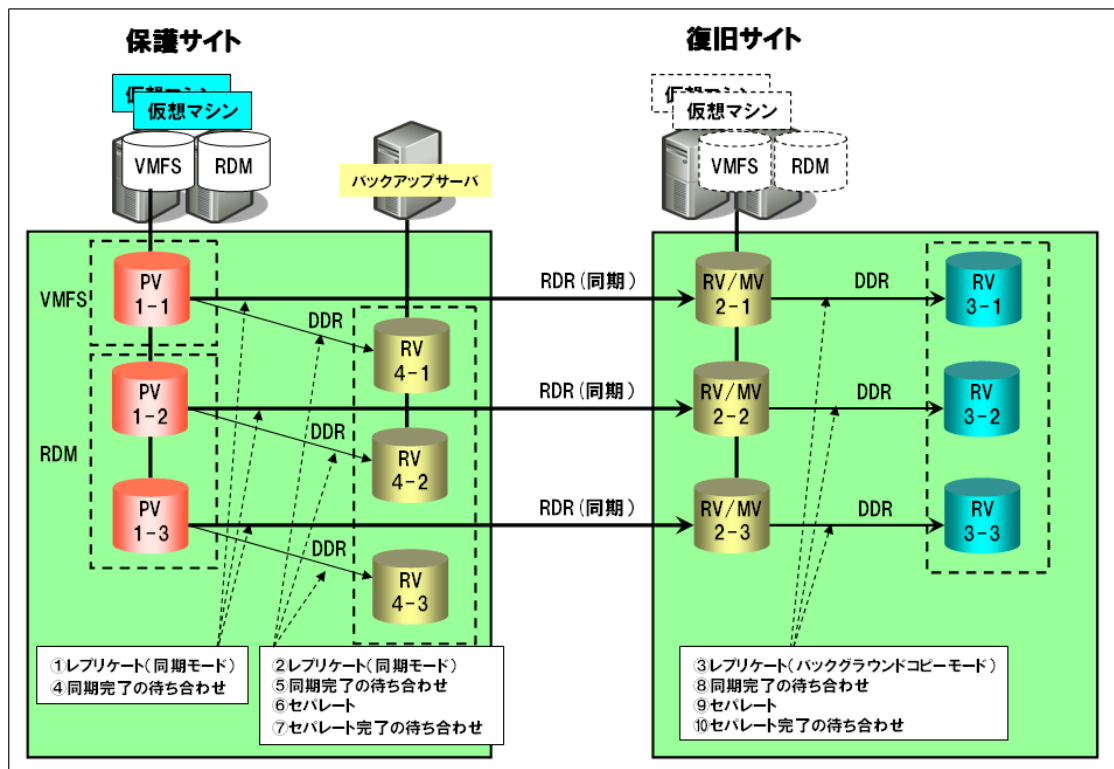 保護サイト
復旧サイト
仮想マシン
仮想マシン
VMFS
RDM
バックアップサーバ
仮想マシン
仮想マシン
VMFS
RDM
VMFS
PV
1-1
RDR(同期)
RV/MV
2-1
DDR
RV
3-1
DDR
RV
4-1
RDM
PV
1-2
RDR(同期)
RV/MV
2-2
DDR
RV
3-2
DDR
RV
4-2
PV
1-3
RDR(同期)
RV/MV
2-3
DDR
RV
3-3
DDR
RV
4-3
①レプリケート(同期モード)
④同期完了の待ち合わせ
②レプリケート(同期モード)
⑤同期完了の待ち合わせ
⑥セパレート
⑦セパレート完了の待ち合わせ
③レプリケート(バックグラウンドコピーモード)
⑧同期完了の待ち合わせ
⑨セパレート
⑩セパレート完了の待ち合わせ